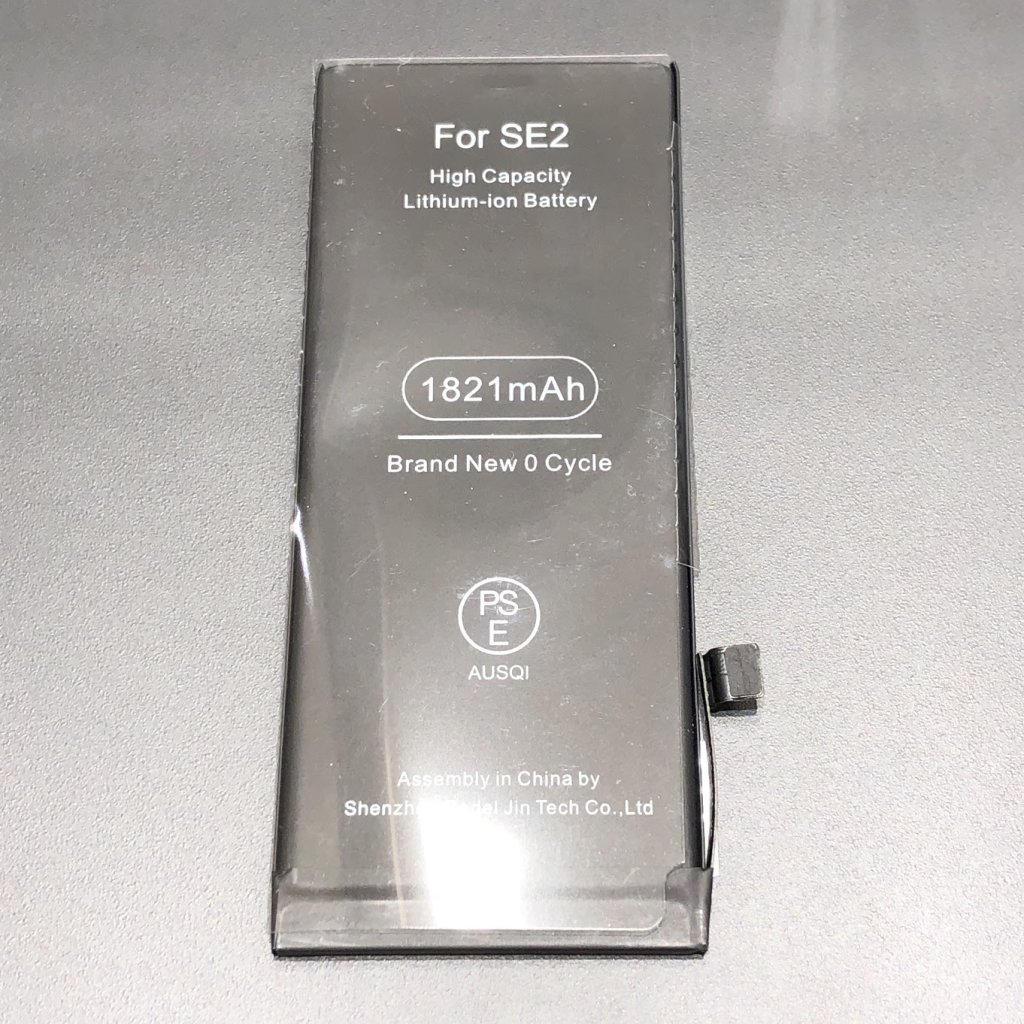 For SE2
High Capacity
Lithium-ion Battery
1821mAh
Brand New 0 Cycle
PS
E
AUSQI
Assembly in China by
Jin Tech Co.,Ltd